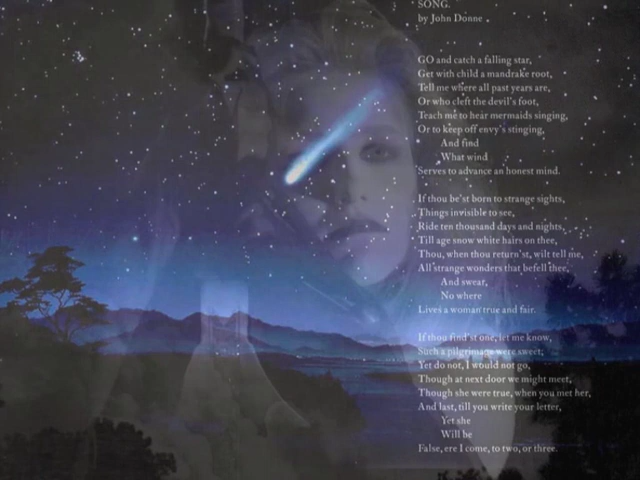 SONG.
by John Donne
GO and catch a falling star,
Get with child a mandrake root,
Tell me where all past years are,
Or who cleft the devil's foot,
Teach me to hear mermaids singing,
Or to keep off envy's stinging,
And find
What wind
Serves to advance an honest mind.
If thou be'st born to strange sights,
Things invisible to see,
Ride ten thousand days and nights,
Till age snow white hairs on thee,
Thou, when thou return'st, wilt tell me,
All strange wonders that befell thee,
And swear,
No where
Lives a woman true and fair.
If thou find'st one, let me know,
Such a pilgrimage were sweet;
Yet do not, I would not go,
Though at next door we might meet,
Though she were true, when you met her,
And last, till you write your letter,
Yet she
Will be
False, ere I come, to two, or three.